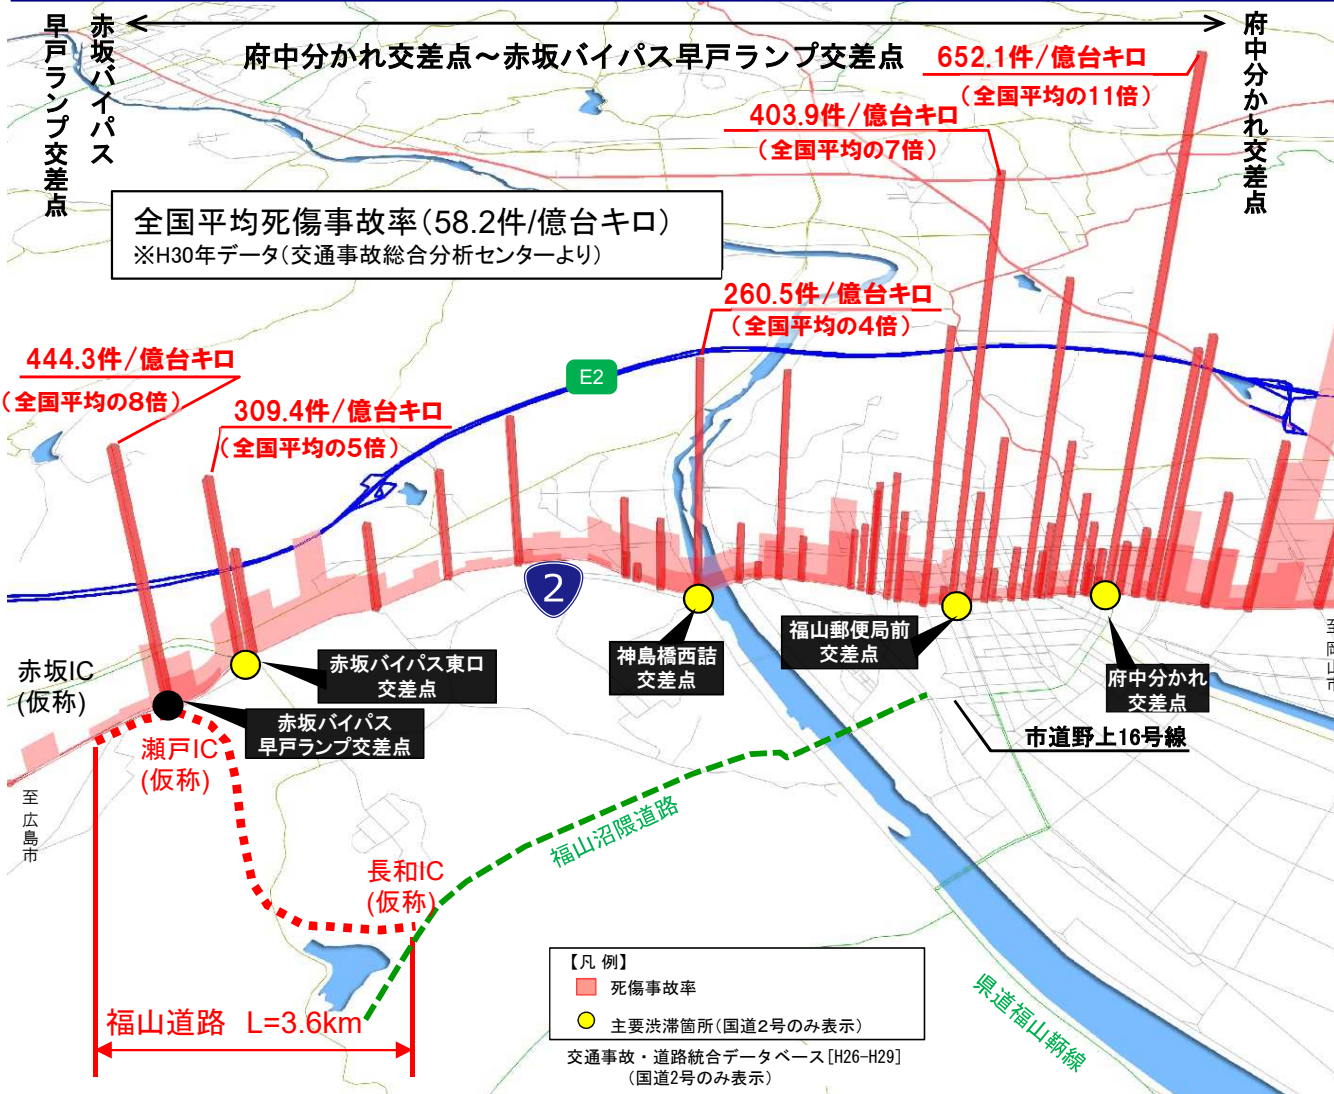 赤坂バイパス
早戸ランプ交差点
府中分かれ交差点～赤坂バイパス早戸ランプ交差点
府中分かれ交差点
652.1件/億台キロ
（全国平均の11倍）
403.9件/億台キロ
（全国平均の7倍）
全国平均死傷事故率（58.2件/億台キロ）
※H30年データ（交通事故総合分析センターより）
260.5件/億台キロ
（全国平均の4倍）
444.3件/億台キロ
（全国平均の8倍）
309.4件/億台キロ
（全国平均の5倍）
E2
2
赤坂IC
(仮称)
赤坂バイパス東口
交差点
神島橋西詰
交差点
福山郵便局前
交差点
府中分かれ
交差点
至岡山市
赤坂バイパス
早戸ランプ交差点
瀬戸IC
(仮称)
市道野上16号線
至広島市
福山沼隈道路
長和IC
(仮称)
福山道路 L=3.6km
【凡 例】
死傷事故率
主要渋滞箇所（国道2号のみ表示）
交通事故・道路統合データベース[H26-H29]
（国道2号のみ表示）
県道福山鞆線